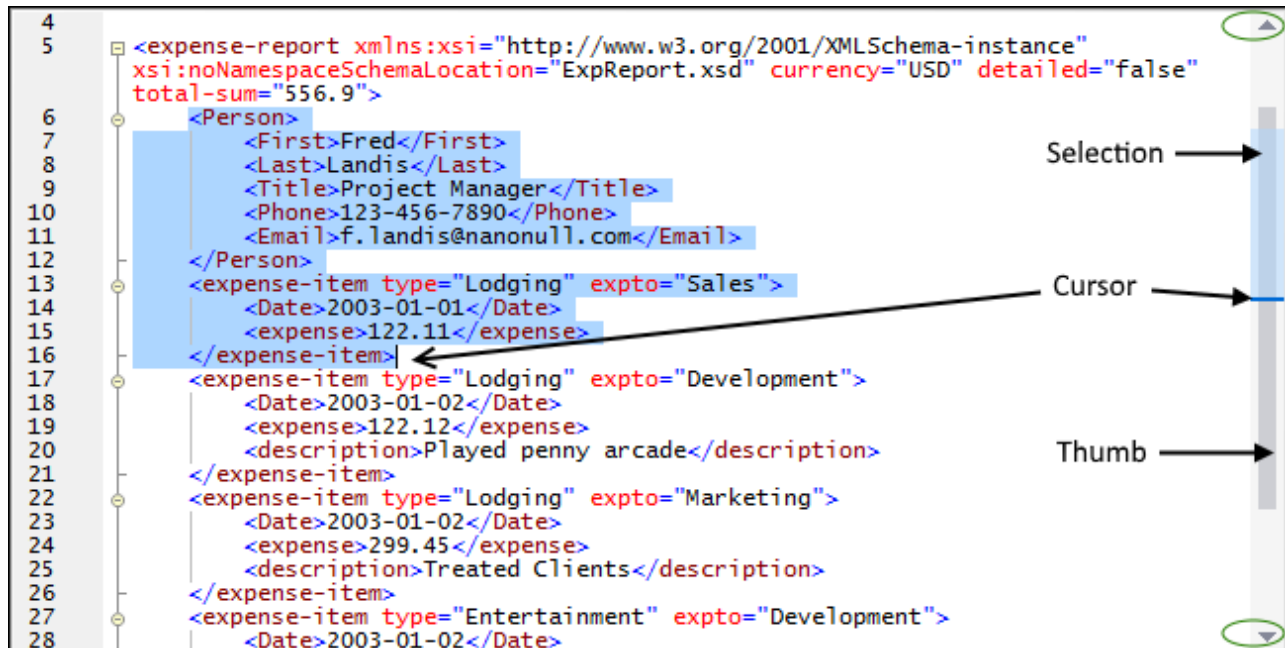 4
5 <expense-report xmlns:xsi="http://www.w3.org/2001/XMLSchema-instance"
xsi:noNamespaceSchemaLocation="ExpReport.xsd" currency="USD" detailed="false"
total-sum="556.9">
6 <Person>
7 <First>Fred</First>
8 <Last>Landis</Last> Selection
9 <Title>Project Manager</Title>
10 <Phone>123-456-7890</Phone>
11 <Email>f.landis@nanonull.com</Email>
12 </Person>
13 <expense-item type="Lodging" expto="Sales"> Cursor
14 <Date>2003-01-01</Date>
15 <expense>122.11</expense>
16 </expense-item>
17 <expense-item type="Lodging" expto="Development">
18 <Date>2003-01-02</Date>
19 <expense>122.12</expense>
20 <description>Played penny arcade</description> Thumb
21 </expense-item>
22 <expense-item type="Lodging" expto="Marketing">
23 <Date>2003-01-02</Date>
24 <expense>299.45</expense>
25 <description>Treated Clients</description>
26 </expense-item>
27 <expense-item type="Entertainment" expto="Development">
28 <Date>2003-01-02</Date>